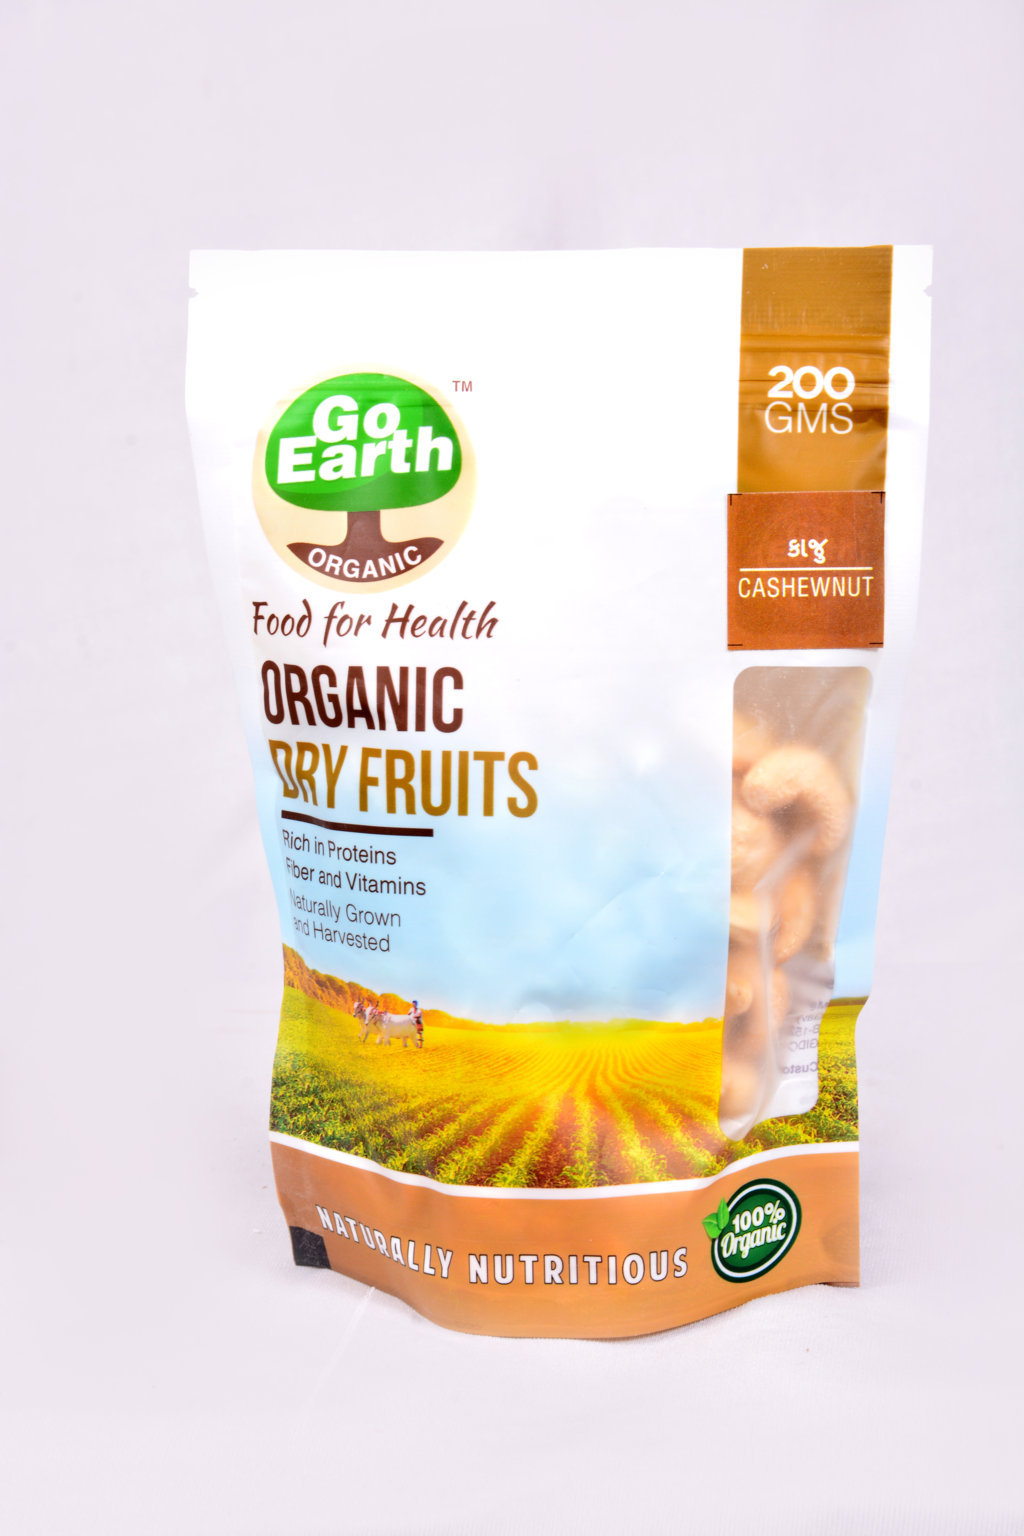 200
GMS
Go
Earth
TM
ORGANIC
કાજુ
CASHEWNUT
Food for Health
ORGANIC
DRY FRUITS
Rich in Proteins
Fiber and Vitamins
Naturally Grown
and Harvested
NATURALLY NUTRITIOUS
100%
Organic